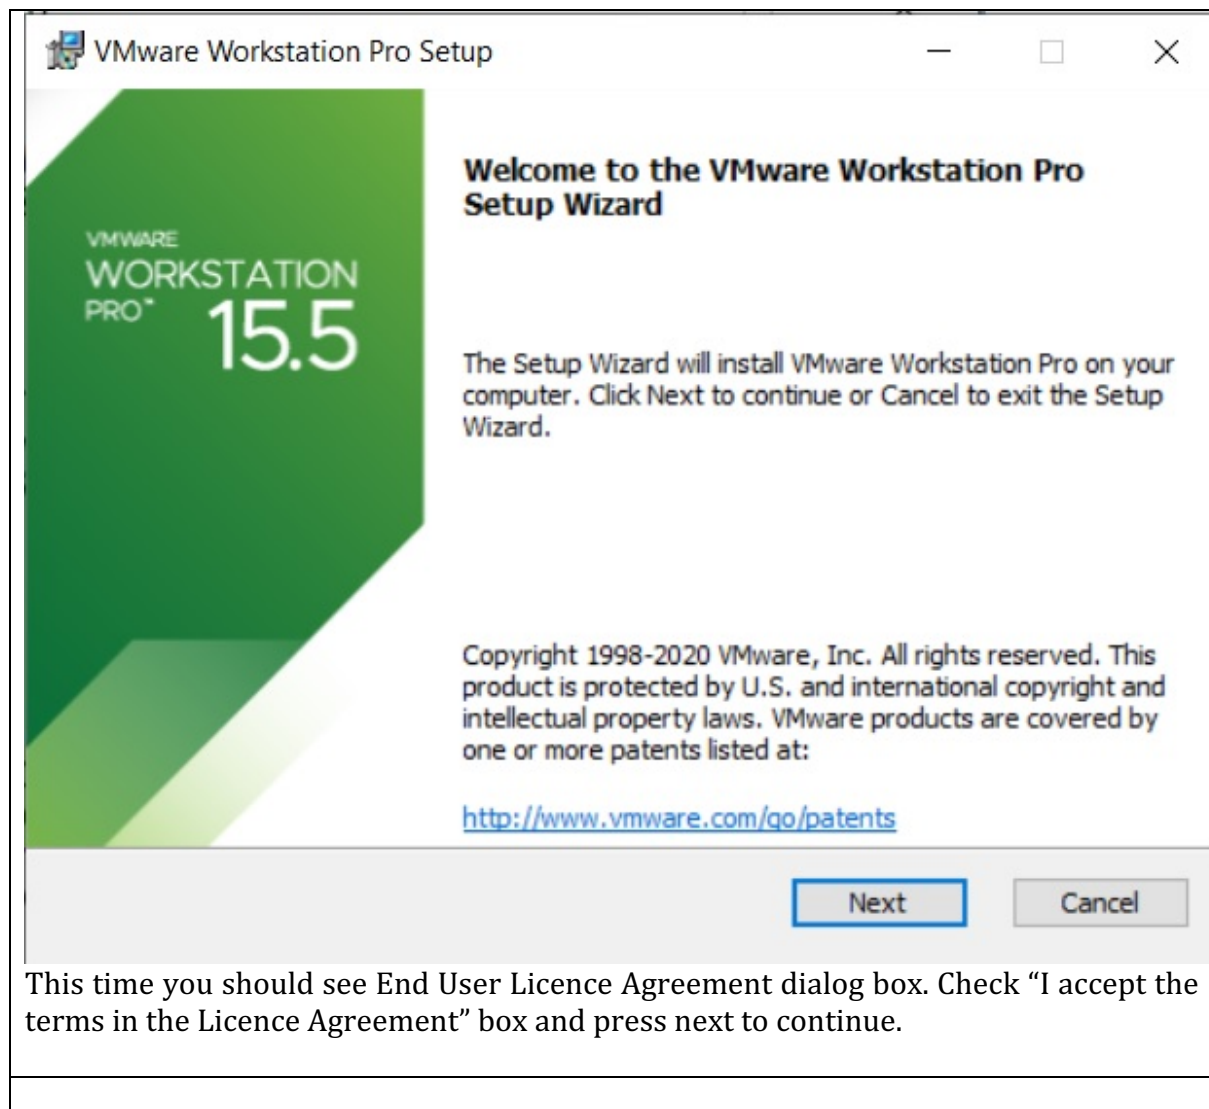 VMware Workstation Pro Setup
Welcome to the VMware Workstation Pro
Setup Wizard
VMWARE
WORKSTATION
PRO™
15.5
The Setup Wizard will install VMware Workstation Pro on your
computer. Click Next to continue or Cancel to exit the Setup
Wizard.
Copyright 1998-2020 VMware, Inc. All rights reserved. This
product is protected by U.S. and international copyright and
intellectual property laws. VMware products are covered by
one or more patents listed at:
http://www.vmware.com/go/patents
Next
Cancel
This time you should see End User Licence Agreement dialog box. Check “I accept the
terms in the Licence Agreement” box and press next to continue.